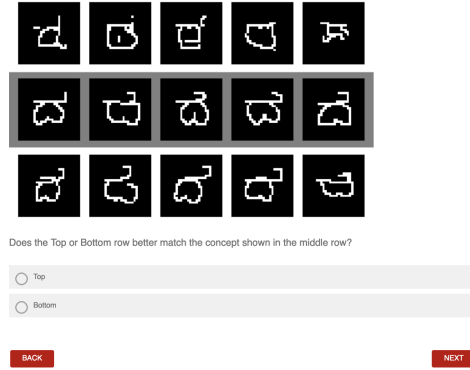 Does the Top or Bottom row better match the concept shown in the middle row?
Top
Bottom
BACK
NEXT